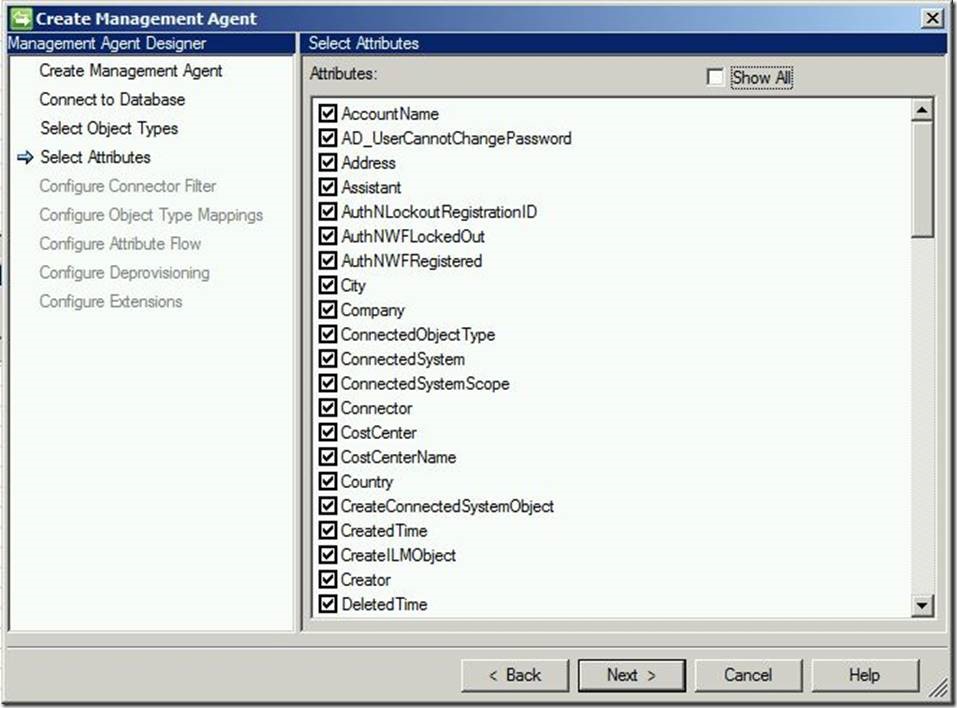 Create Management Agent
Management Agent Designer
Create Management Agent
Connect to Database
Select Object Types
Select Attributes
Configure Connector Filter
Configure Object Type Mappings
Configure Attribute Flow
Configure Deprovisioning
Configure Extensions
Select Attributes
Attributes:
Show All
AccountName
AD_UserCannotChangePassword
Address
Assistant
AuthNLockoutRegistrationID
AuthNWFLockedOut
AuthNWFRegistered
City
Company
ConnectedObjectType
ConnectedSystem
ConnectedSystemScope
Connector
CostCenter
CostCenterName
Country
CreateConnectedSystemObject
CreatedTime
CreateILMObject
Creator
DeletedTime
< Back
Next >
Cancel
Help